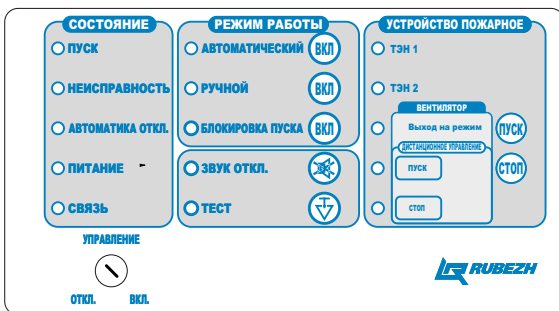 СОСТОЯНИЕ
ПУСК
НЕИСПРАВНОСТЬ
АВТОМАТИКА ОТКЛ.
ПИТАНИЕ
СВЯЗЬ
РЕЖИМ РАБОТЫ
АВТОМАТИЧЕСКИЙ ВКЛ
РУЧНОЙ ВКЛ
БЛОКИРОВКА ПУСКА ВКЛ
ЗВУК ОТКЛ.
ТЕСТ
УСТРОЙСТВО ПОЖАРНОЕ
ТЭН 1
ТЭН 2
ВЕНТИЛЯТОР
Выход на режим
ПУСК
ДИСТАНЦИОННОЕ УПРАВЛЕНИЕ
ПУСК
СТОП
СТОП
УПРАВЛЕНИЕ
ОТКЛ. ВКЛ.
RUBEZH